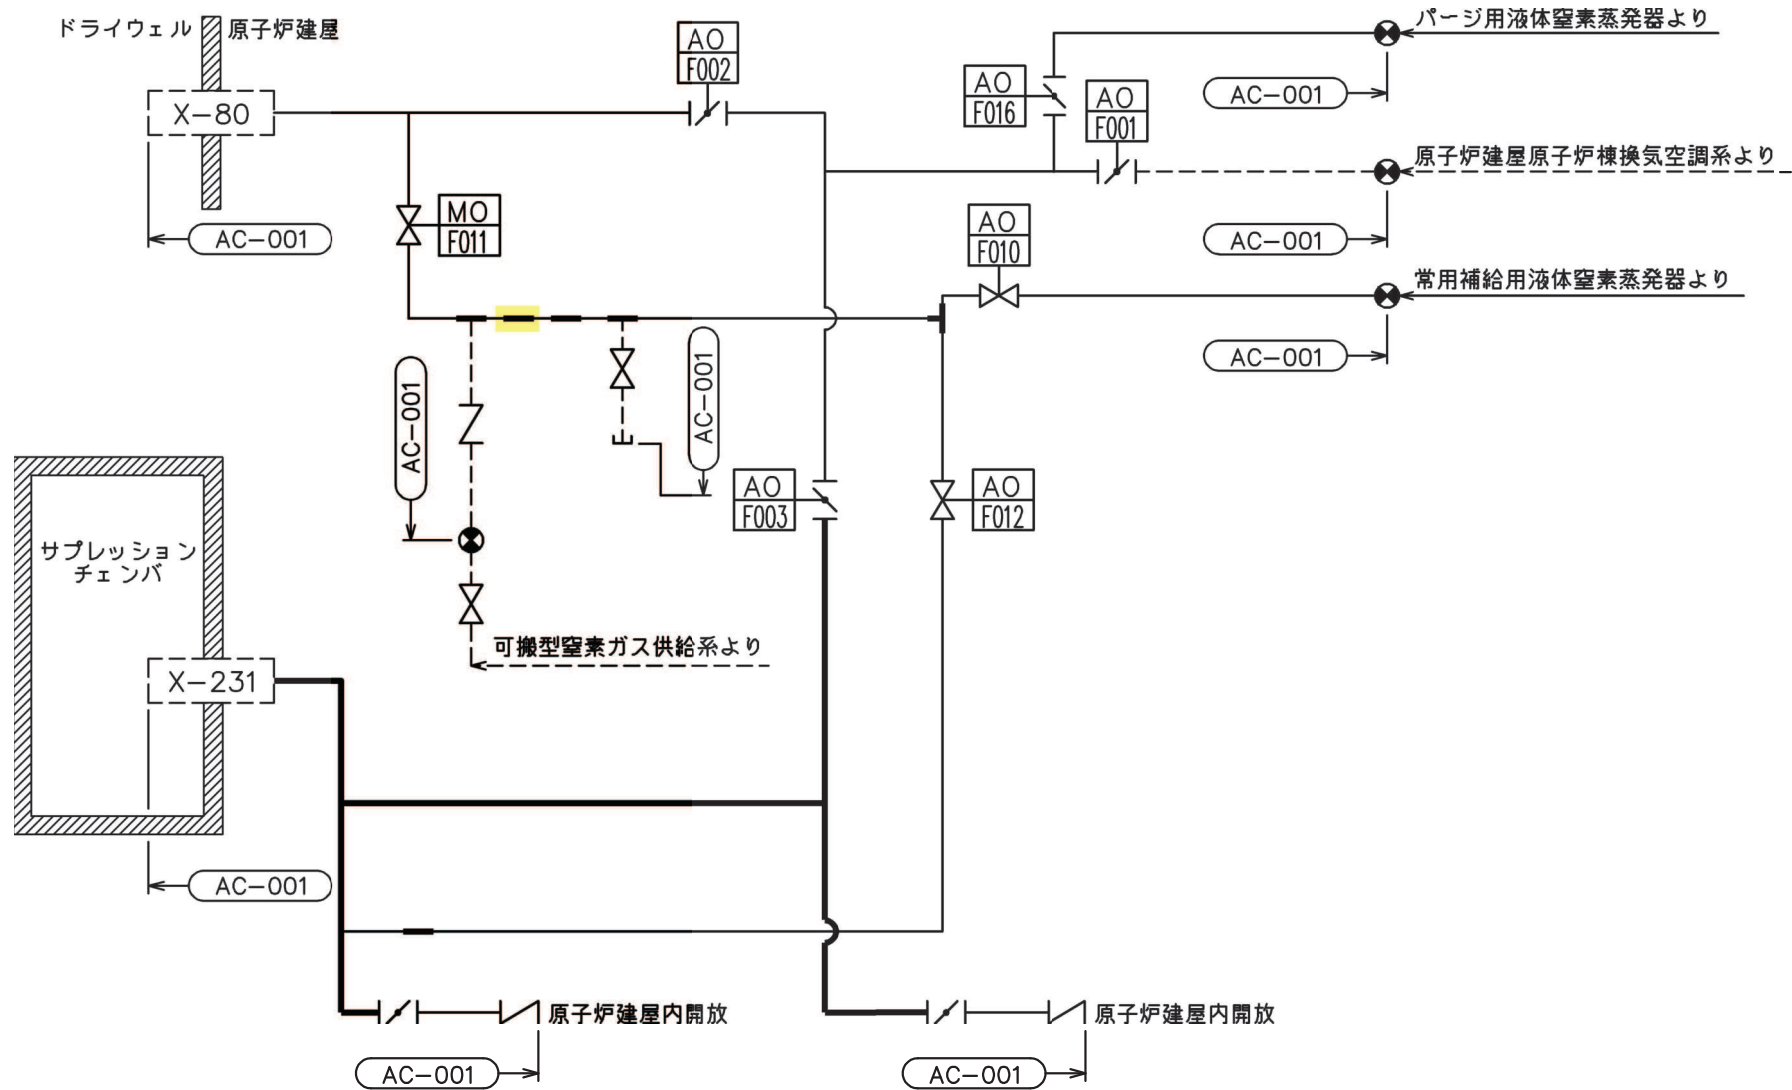 ドライウェル 原子炉建屋
AO
F002
パージ用液体窒素蒸発器より
AC-001
AO
F016
AO
F001
X-80
原子炉建屋原子炉棟換気空調系より
AC-001
MO
F011
AO
F010
AC-001
常用補給用液体窒素蒸発器より
AC-001
AC-001
AC-001
AO
F003
AO
F012
サプレッション
チェンバ
可搬型窒素ガス供給系より
X-231
AC-001
原子炉建屋内開放
原子炉建屋内開放
AC-001
AC-001